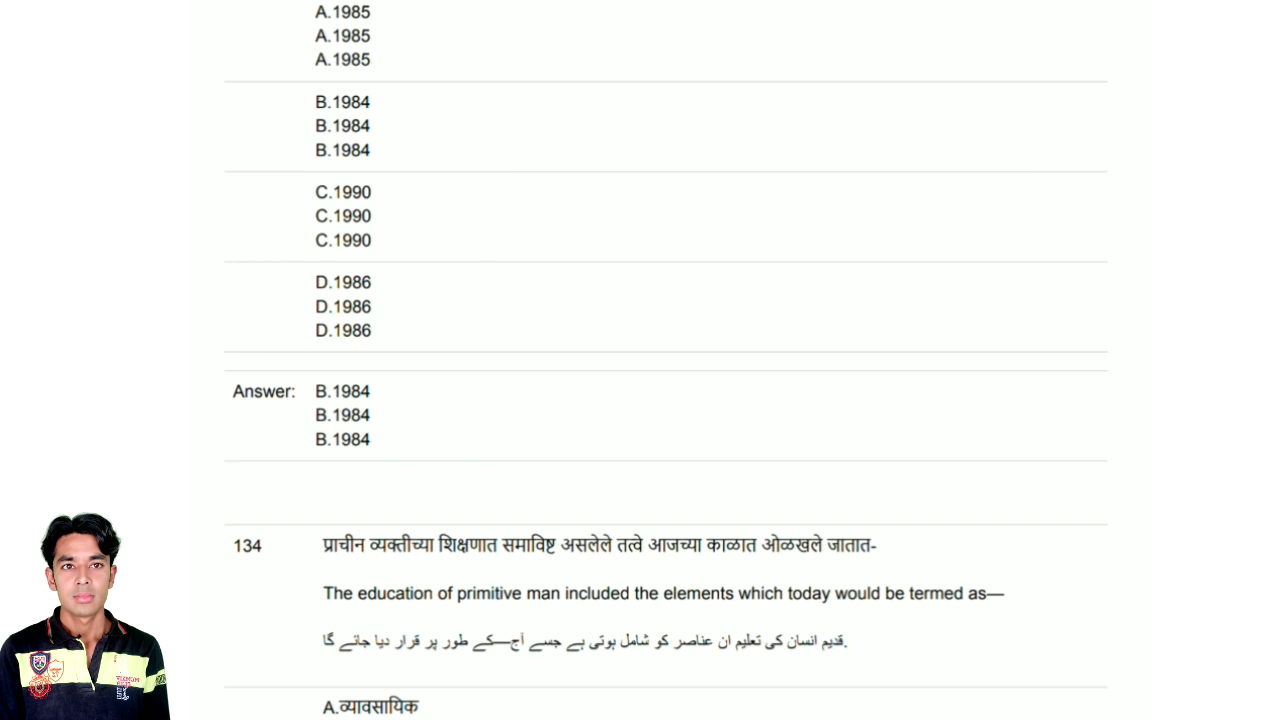 A.1985
A.1985
A.1985
B.1984
B.1984
B.1984
C.1990
C.1990
C.1990
D.1986
D.1986
D.1986
Answer: B.1984
B.1984
B.1984
134 प्राचीन व्यक्तीच्या शिक्षणात समाविष्ट असलेले तत्वे आजच्या काळात ओळखले जातात-
The education of primitive man included the elements which today would be termed as—
قدیم انسان کی تعلیم ان عناصر کو شامل ہوتی ہے جسے آج—کے طور پر قرار دیا جائے گا.
A.व्यावसायिक